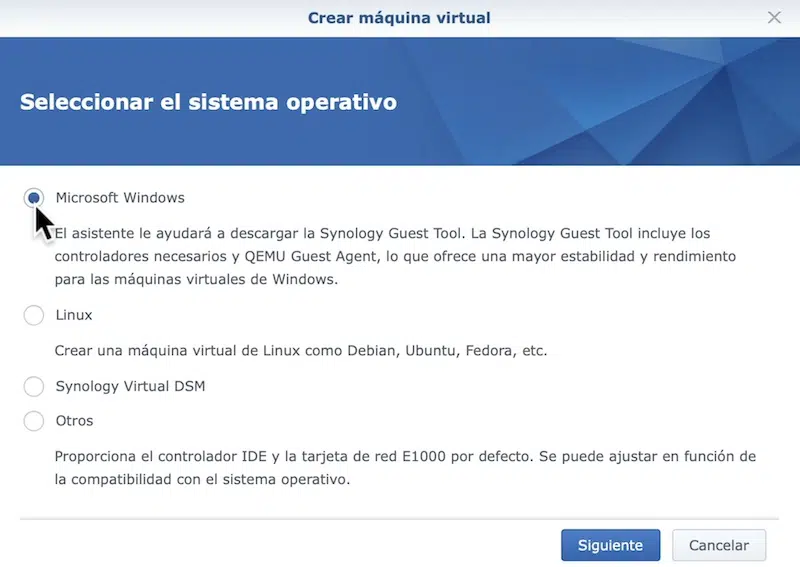 Crear máquina virtual
Seleccionar el sistema operativo
Microsoft Windows
El asistente le ayudará a descargar la Synology Guest Tool. La Synology Guest Tool incluye los
controladores necesarios y QEMU Guest Agent, lo que ofrece una mayor estabilidad y rendimiento
para las máquinas virtuales de Windows.
Linux
Crear una máquina virtual de Linux como Debian, Ubuntu, Fedora, etc.
Synology Virtual DSM
Otros
Proporciona el controlador IDE y la tarjeta de red E1000 por defecto. Se puede ajustar en función de
la compatibilidad con el sistema operativo.
Siguiente Cancelar